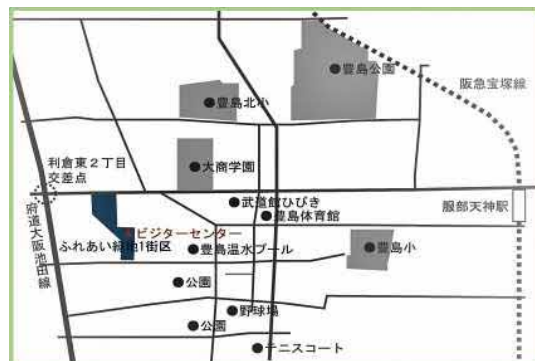 豊島公園
阪急宝塚線
豊島北小
利倉東2丁目
交差点
大商学園
武道館ひびき
豊島体育館
服部天神駅
府道大阪池田線
ビジターセンター
ふれあい緑地1街区
豊島温水プール
豊島小
公園
野球場
公園
テニスコート